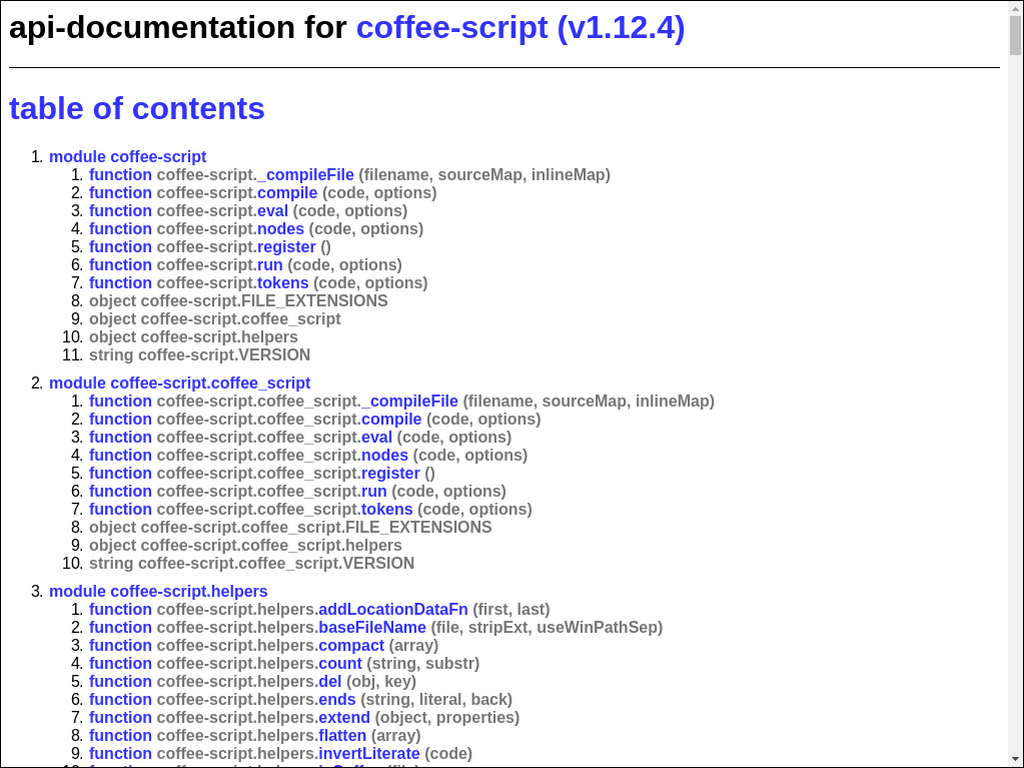 api-documentation for coffee-script (v1.12.4)
table of contents
1. module coffee-script
1. function coffee-script._compileFile (filename, sourceMap, inlineMap)
2. function coffee-script.compile (code, options)
3. function coffee-script.eval (code, options)
4. function coffee-script.nodes (code, options)
5. function coffee-script.register ()
6. function coffee-script.run (code, options)
7. function coffee-script.tokens (code, options)
8. object coffee-script.FILE_EXTENSIONS
9. object coffee-script.coffee_script
10. object coffee-script.helpers
11. string coffee-script.VERSION
2. module coffee-script.coffee_script
1. function coffee-script.coffee_script._compileFile (filename, sourceMap, inlineMap)
2. function coffee-script.coffee_script.compile (code, options)
3. function coffee-script.coffee_script.eval (code, options)
4. function coffee-script.coffee_script.nodes (code, options)
5. function coffee-script.coffee_script.register ()
6. function coffee-script.coffee_script.run (code, options)
7. function coffee-script.coffee_script.tokens (code, options)
8. object coffee-script.coffee_script.FILE_EXTENSIONS
9. object coffee-script.coffee_script.helpers
10. string coffee-script.coffee_script.VERSION
3. module coffee-script.helpers
1. function coffee-script.helpers.addLocationDataFn (first, last)
2. function coffee-script.helpers.baseFileName (file, stripExt, useWinPathSep)
3. function coffee-script.helpers.compact (array)
4. function coffee-script.helpers.count (string, substr)
5. function coffee-script.helpers.del (obj, key)
6. function coffee-script.helpers.ends (string, literal, back)
7. function coffee-script.helpers.extend (object, properties)
8. function coffee-script.helpers.flatten (array)
9. function coffee-script.helpers.invertLiterate (code)